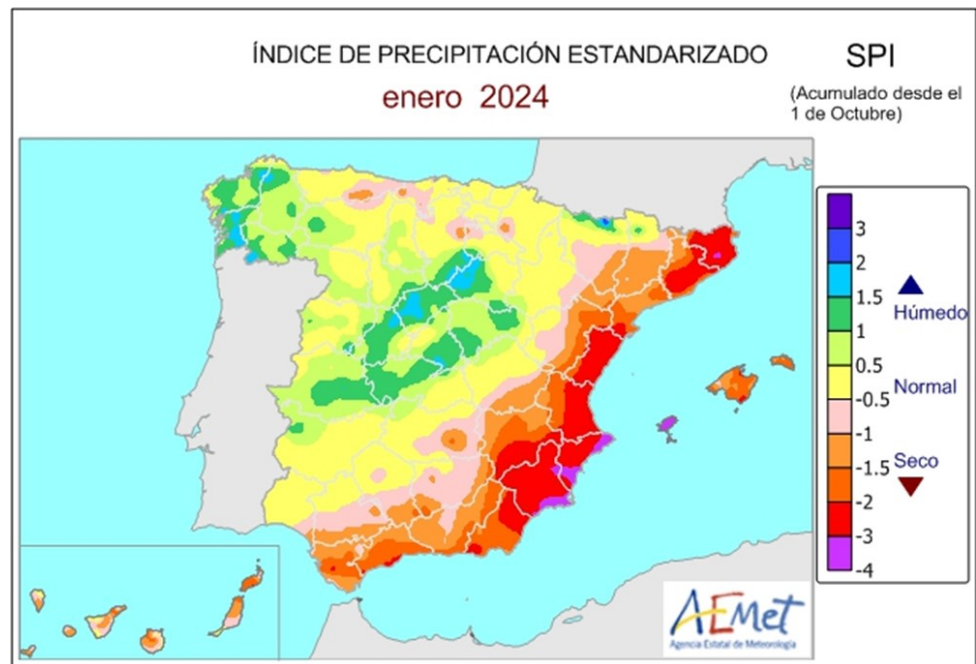 ÍNDICE DE PRECIPITACIÓN ESTANDARIZADO
SPI
enero 2024
(Acumulado desde el
1 de Octubre)
3
2
1.5
Húmedo
1
0.5
Normal
-0.5
-1
Seco
-1.5
-2
-3
-4
AEMet
Agencia Estatal de Meteorología